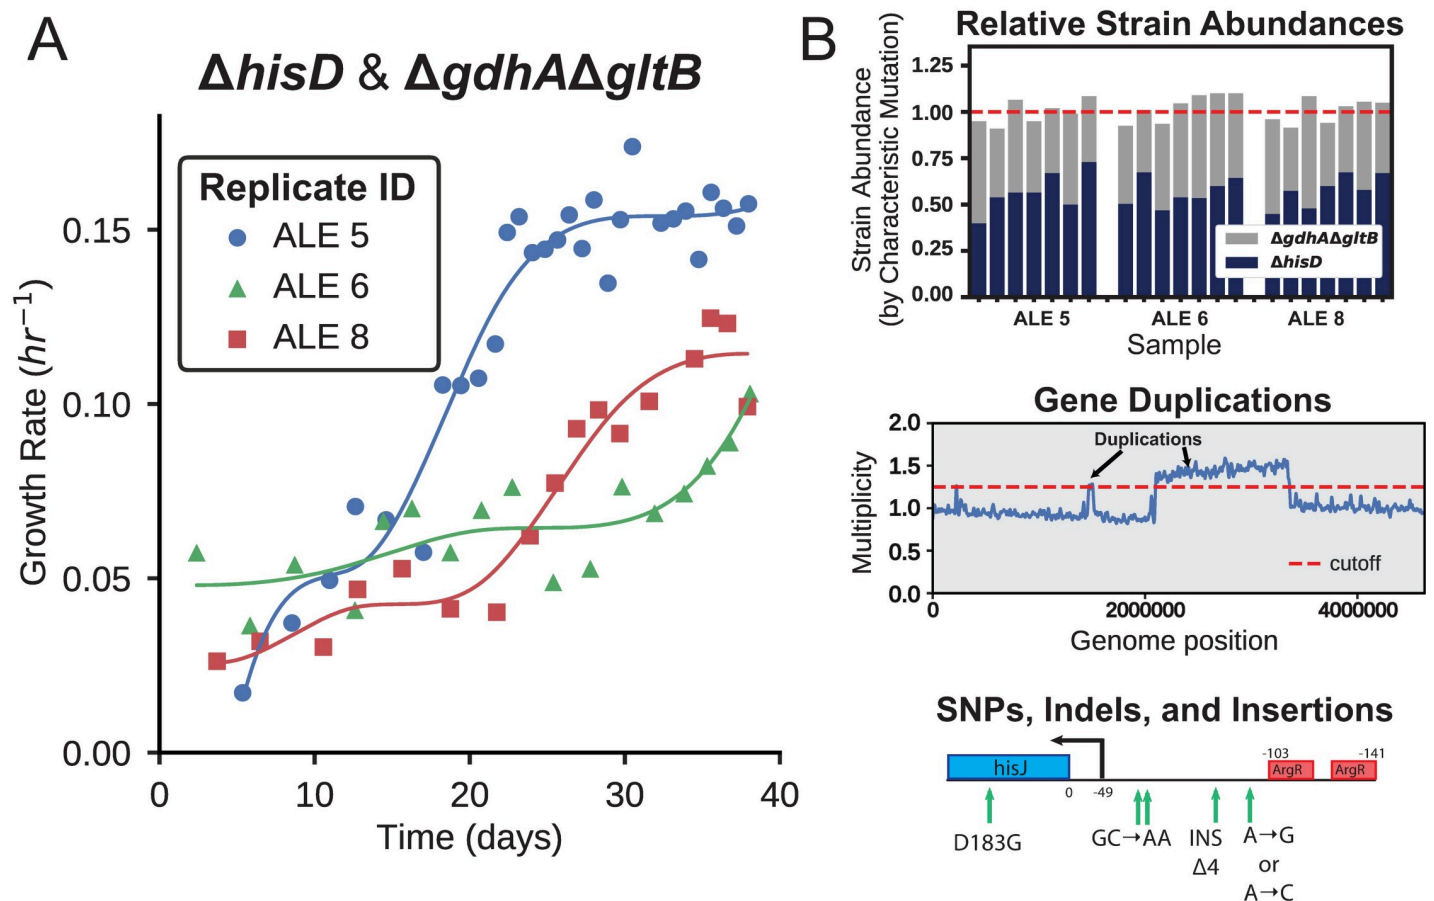 A
ΔhisD & ΔgdhAΔgltB
Replicate ID
ALE 5
ALE 6
ALE 8
Growth Rate (hr⁻¹)
0.15
0.10
0.05
0.00
0
10
20
30
40
Time (days)
B
Relative Strain Abundances
Strain Abundance
(by Characteristic Mutation)
1.25
1.00
0.75
0.50
0.25
0.00
ΔgdhAΔgltB
ΔhisD
ALE 5
ALE 6
ALE 8
Sample
Gene Duplications
Multiplicity
2.0
1.5
1.0
0.5
0.0
Duplications
cutoff
0
2000000
4000000
Genome position
SNPs, Indels, and Insertions
hisJ
-103
-141
ArgR
ArgR
0
-49
D183G
GC→AA
INS
Δ4
A→G
or
A→C